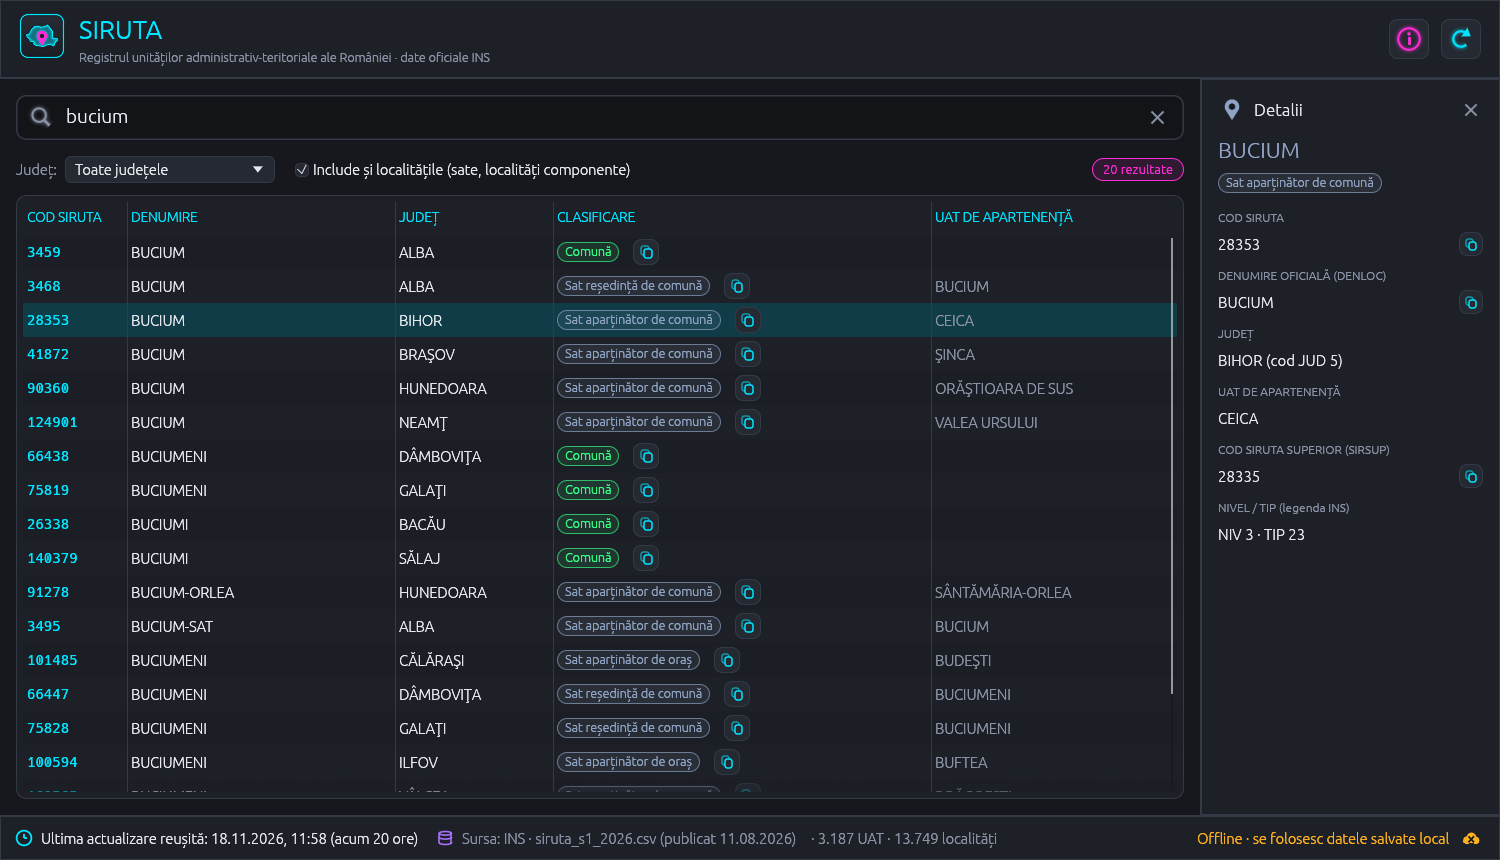 SIRUTA
Registrul unităților administrativ-teritoriale ale României · date oficiale INS
bucium
Județ: Toate județele Include și localitățile (sate, localități componente) 20 rezultate
COD SIRUTA DENUMIRE JUDEȚ CLASIFICARE UAT DE APARTENENȚĂ
3459 BUCIUM ALBA Comună
3468 BUCIUM ALBA Sat reședință de comună BUCIUM
28353 BUCIUM BIHOR Sat aparținător de comună CEICA
41872 BUCIUM BRAŞOV Sat aparținător de comună ŞINCA
90360 BUCIUM HUNEDOARA Sat aparținător de comună ORĂŞTIOARA DE SUS
124901 BUCIUM NEAMŢ Sat aparținător de comună VALEA URSULUI
66438 BUCIUMENI DÂMBOVIŢA Comună
75819 BUCIUMENI GALAŢI Comună
26338 BUCIUMI BACĂU Comună
140379 BUCIUMI SĂLAJ Comună
91278 BUCIUM-ORLEA HUNEDOARA Sat aparținător de comună SÂNTĂMĂRIA-ORLEA
3495 BUCIUM-SAT ALBA Sat aparținător de comună BUCIUM
101485 BUCIUMENI CĂLĂRAŞI Sat aparținător de oraș BUDEŞTI
66447 BUCIUMENI DÂMBOVIŢA Sat reședință de comună BUCIUMENI
75828 BUCIUMENI GALAŢI Sat reședință de comună BUCIUMENI
100594 BUCIUMENI ILFOV Sat aparținător de oraș BUFTEA
Detalii
BUCIUM
Sat aparținător de comună
COD SIRUTA
28353
DENUMIRE OFICIALĂ (DENLOC)
BUCIUM
JUDEȚ
BIHOR (cod JUD 5)
UAT DE APARTENENȚĂ
CEICA
COD SIRUTA SUPERIOR (SIRSUP)
28335
NIVEL / TIP (legenda INS)
NIV 3 · TIP 23
Ultima actualizare reușită: 18.11.2026, 11:58 (acum 20 ore) Sursa: INS · siruta_s1_2026.csv (publicat 11.08.2026) · 3.187 UAT · 13.749 localități Offline · se folosesc datele salvate local